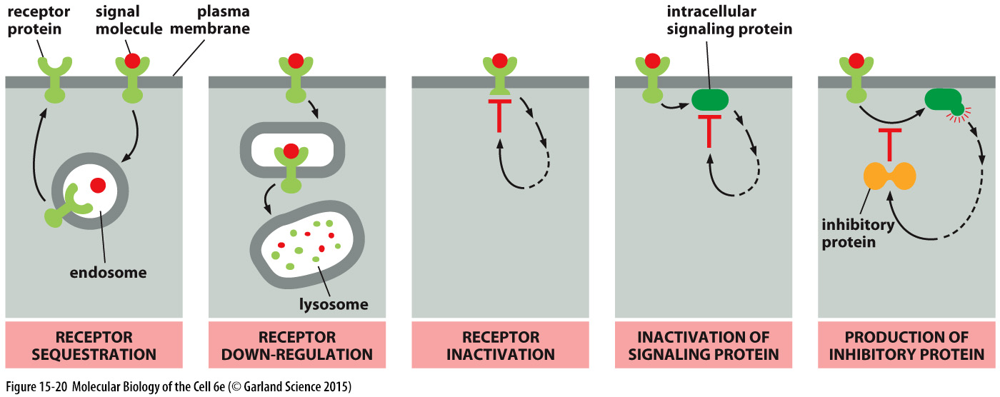 receptor
protein
signal
molecule
plasma
membrane
intracellular
signaling protein
endosome
lysosome
inhibitory
protein
RECEPTOR
SEQUESTRATION
RECEPTOR
DOWN-REGULATION
RECEPTOR
INACTIVATION
INACTIVATION OF
SIGNALING PROTEIN
PRODUCTION OF
INHIBITORY PROTEIN
Figure 15-20 Molecular Biology of the Cell 6e (© Garland Science 2015)